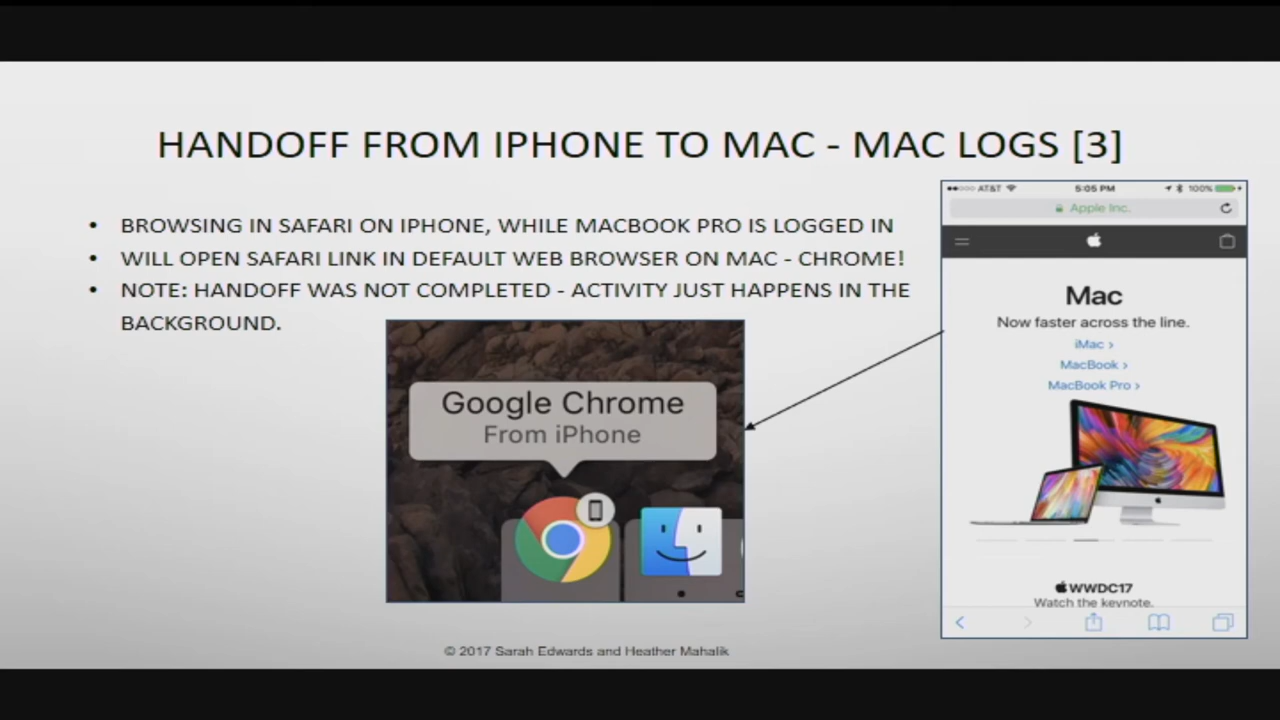 HANDOFF FROM IPHONE TO MAC - MAC LOGS [3]
• BROWSING IN SAFARI ON IPHONE, WHILE MACBOOK PRO IS LOGGED IN
• WILL OPEN SAFARI LINK IN DEFAULT WEB BROWSER ON MAC - CHROME!
• NOTE: HANDOFF WAS NOT COMPLETED - ACTIVITY JUST HAPPENS IN THE
BACKGROUND.
Google Chrome
From iPhone
AT&T 5:05 PM 100%
Apple Inc.
Mac
Now faster across the line.
iMac >
MacBook >
MacBook Pro >
WWDC17
Watch the keynote.
© 2017 Sarah Edwards and Heather Mahalik